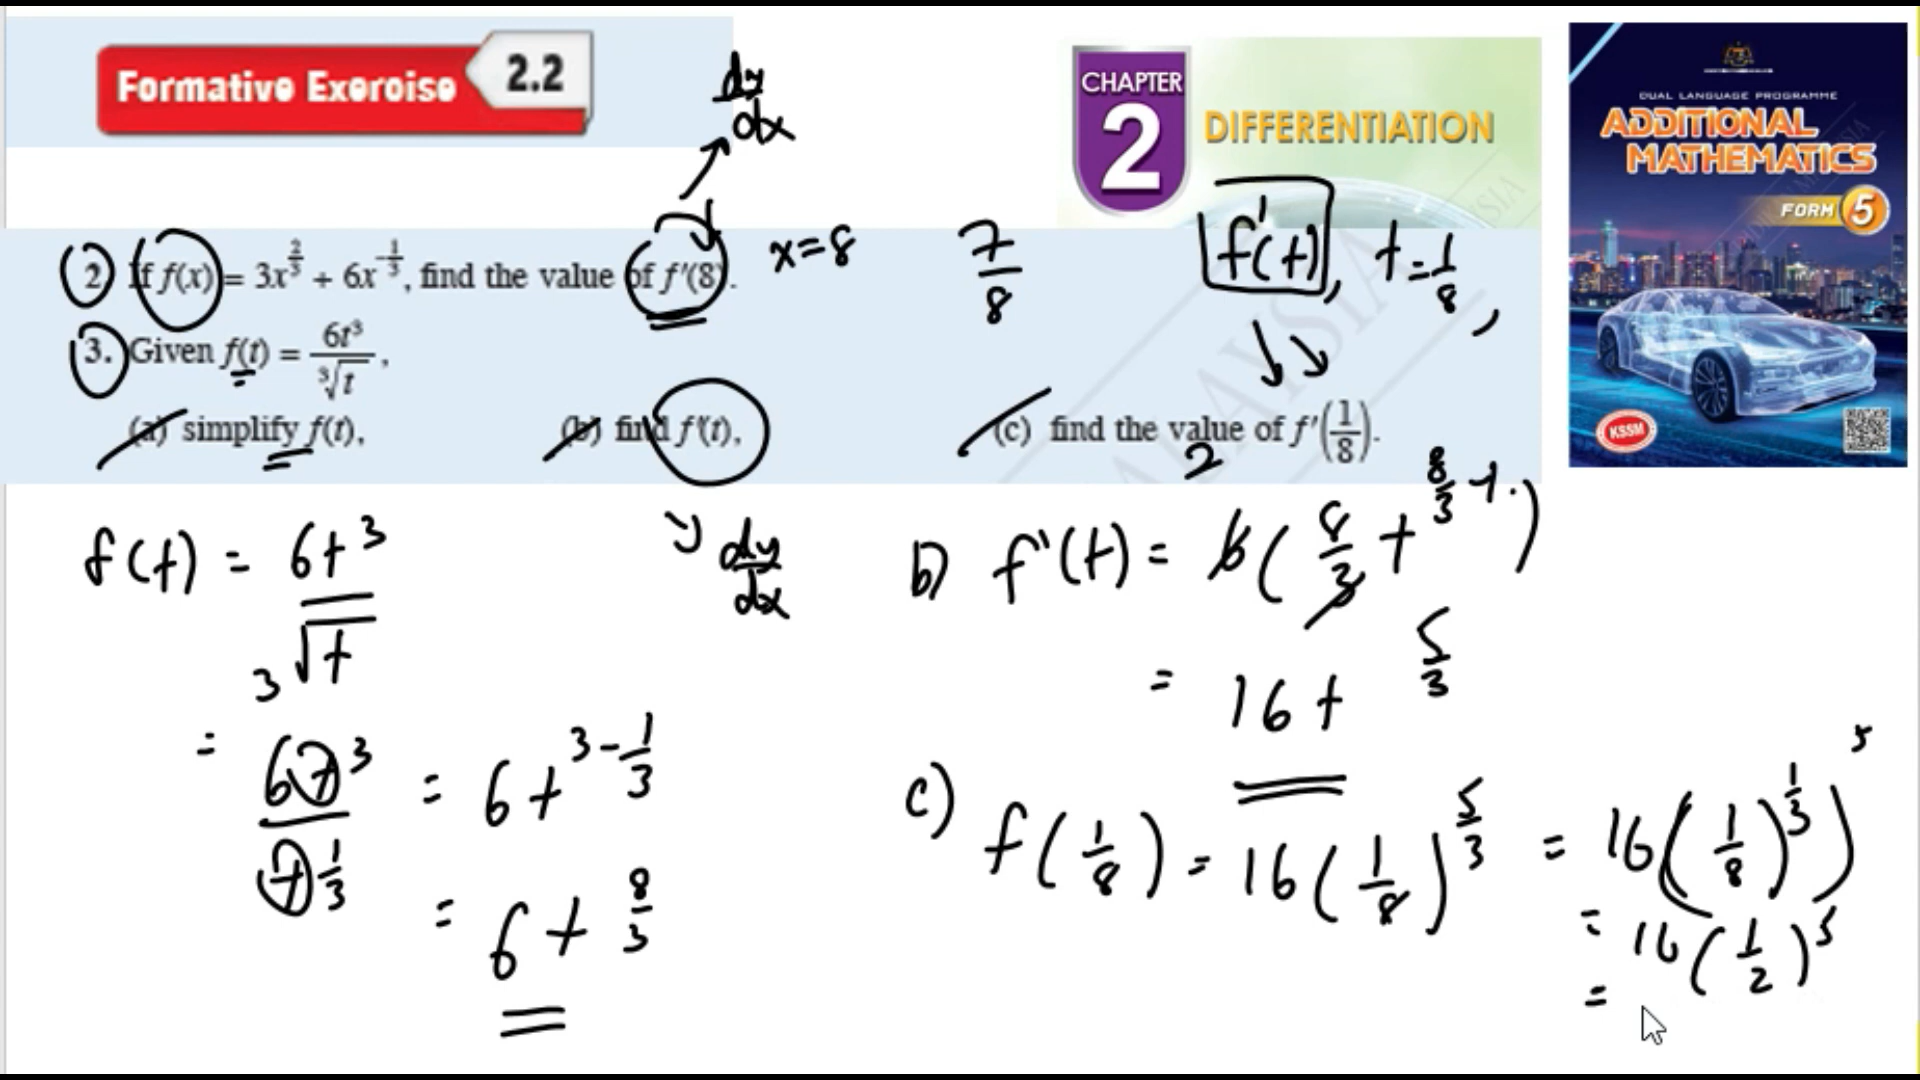 Formative Exercise 2.2
dy/dx
CHAPTER 2 DIFFERENTIATION
DUAL LANGUAGE PROGRAMME
ADDITIONAL
MATHEMATICS
FORM 5
KSSM
2 If f(x) = 3x^(2/3) + 6x^(-1/3), find the value of f'(8).
x=8
7/8
f'(t), t=1/8,
3. Given f(t) = 6t³/∛t,
(a) simplify f(t),
(b) find f'(t),
(c) find the value of f'(1/8).
MALAYSIA
f(t) = 6t³/∛t
= 6t³/t^(1/3) = 6t^(3-1/3)
= 6t^(8/3)
dy/dx
2
b) f'(t) = 6(8/3 t^(8/3-1))
= 16t^(5/3)
c) f(1/8) = 16(1/8)^(5/3) = 16((1/8)^(1/3))^5
= 16(1/2)^5
=